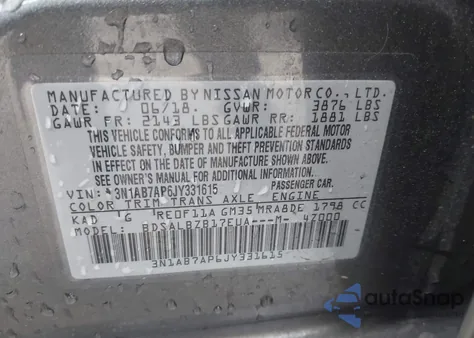 MANUFACTURED BY NISSAN MOTOR CO., LTD.
DATE: 06/18. GVWR: 3876 LBS
GAWR FR: 2143 LBS GAWR RR: 1881 LBS
THIS VEHICLE CONFORMS TO ALL APPLICABLE FEDERAL MOTOR
VEHICLE SAFETY, BUMPER AND THEFT PREVENTION STANDARDS
IN EFFECT ON THE DATE OF MANUFACTURE SHOWN ABOVE.
SEE OWNER'S MANUAL FOR ADDITIONAL INFORMATION
VIN: 3N1AB7AP6JY331615 PASSENGER CAR.
COLOR TRIM TRANS AXLE ENGINE
KAD G RE0F11A GM35 MRA8DE 1798 CC
MODEL: BDSALBZB17EUA---M- 47000
3N1AB7AP6JY331615
AutoSnap